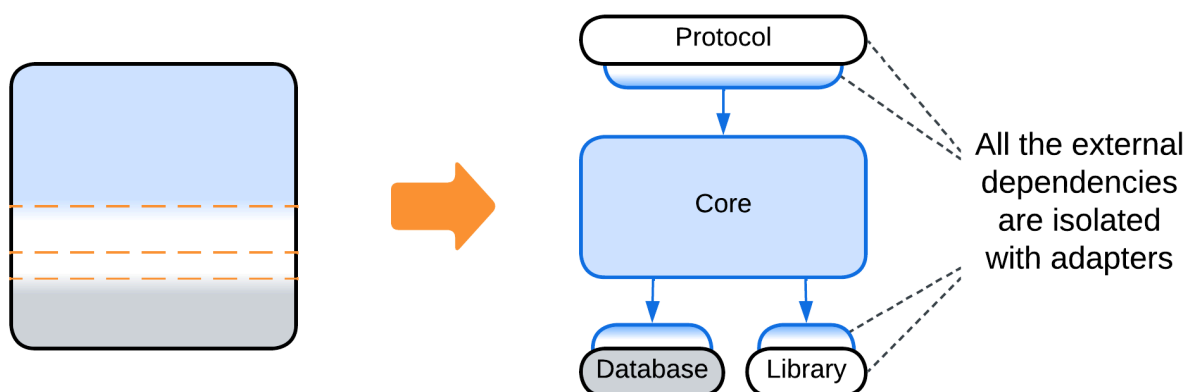 Protocol
Core
Database
Library
All the external
dependencies
are isolated
with adapters